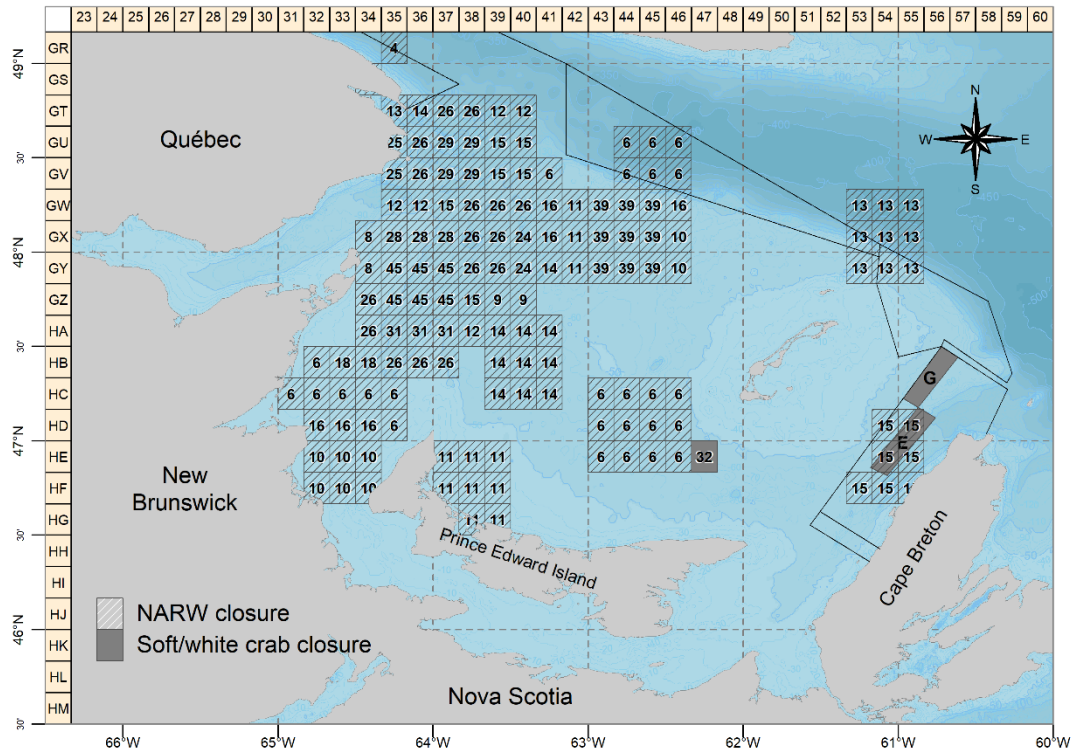 23 24 25 26 27 28 29 30 31 32 33 34 35 36 37 38 39 40 41 42 43 44 45 46 47 48 49 50 51 52 53 54 55 56 57 58 59 60
GR 4
49°N
GS
GT 13 14 26 26 12 12
N
GU 25 26 29 29 15 15 6 6 6
Québec
W E
30'
S
GV 25 26 29 29 15 15 6 6 6 6
GW 12 12 15 26 26 26 16 11 39 39 39 16 13 13 13
GX 8 28 28 28 26 26 24 16 11 39 39 39 10 13 13 13
48°N
GY 8 45 45 45 26 26 24 14 11 39 39 39 10 13 13 13
GZ 26 45 45 45 15 9 9
HA 26 31 31 31 12 14 14 14
30'
HB 6 18 18 26 26 26 14 14 14
G
HC 6 6 6 6 6 14 14 14 6 6 6 6
HD 16 16 16 6 6 6 6 6 15 15
47°N
E
HE 10 10 10 11 11 11 6 6 6 6 32 15 15
HF 10 10 10 11 11 11 15 15
New
Brunswick
HG 11 11
30'
HH
Prince Edward Island
Cape Breton
HI
HJ
NARW closure
46°N
HK
Soft/white crab closure
HL
Nova Scotia
HM
30'
66°W 65°W 64°W 63°W 62°W 61°W 60°W